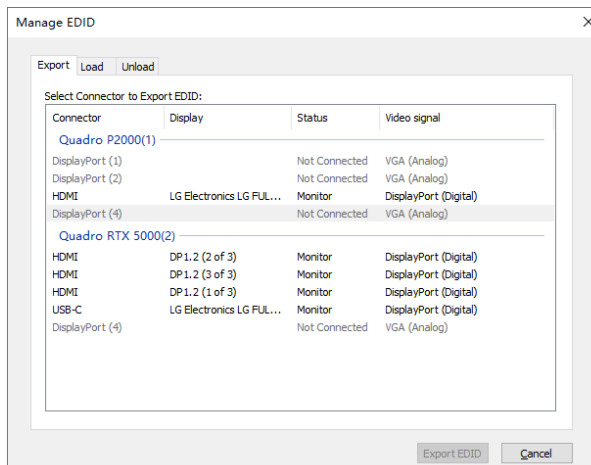 Manage EDID
Export Load Unload
Select Connector to Export EDID:
Connector Display Status Video signal
Quadro P2000(1)
DisplayPort (1) Not Connected VGA (Analog)
DisplayPort (2) Not Connected VGA (Analog)
HDMI LG Electronics LG FUL... Monitor DisplayPort (Digital)
DisplayPort (4) Not Connected VGA (Analog)
Quadro RTX 5000(2)
HDMI DP1.2 (2 of 3) Monitor DisplayPort (Digital)
HDMI DP1.2 (3 of 3) Monitor DisplayPort (Digital)
HDMI DP1.2 (1 of 3) Monitor DisplayPort (Digital)
USB-C LG Electronics LG FUL... Monitor DisplayPort (Digital)
DisplayPort (4) Not Connected VGA (Analog)
Export EDID Cancel